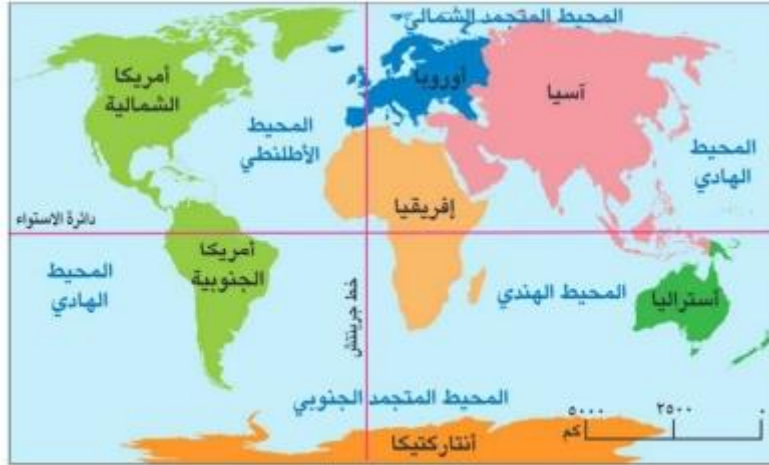 المحيط المتجمد الشمالي
أمريكا
الشمالية
أوروبا
آسيا
المحيط
الأطلنطي
المحيط
الهادي
إفريقيا
دائرة الاستواء
أمريكا
الجنوبية
المحيط
الهادي
خط جرينتش
المحيط الهندي
أستراليا
المحيط المتجمد الجنوبي
٥٠٠٠ ٢٥٠٠ ٠
كم
أنتاركتيكا